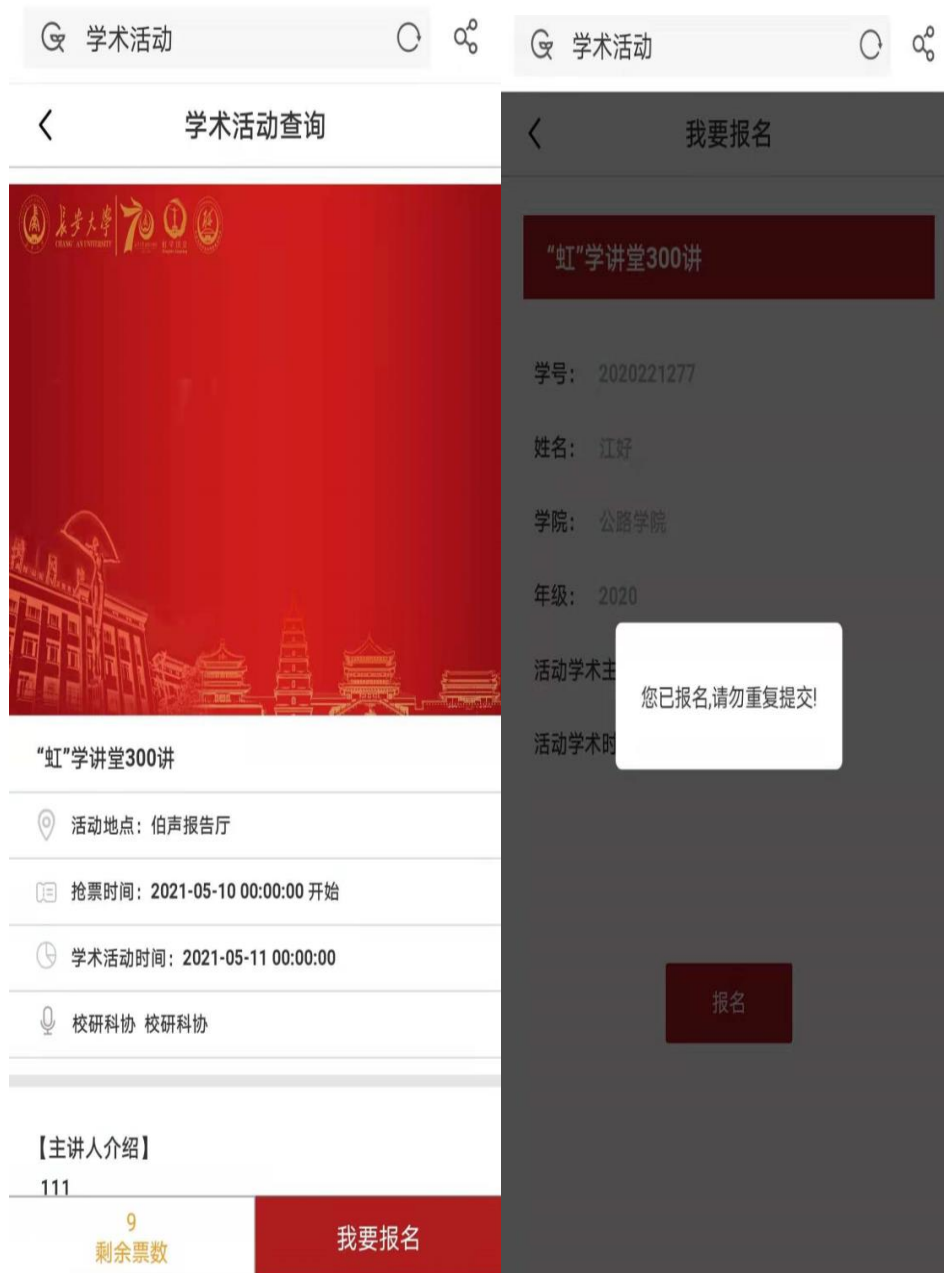 学术活动
学术活动查询
長安大学
CHANG'AN UNIVERSITY
70
“虹”学讲堂300讲
活动地点：伯声报告厅
抢票时间：2021-05-10 00:00:00 开始
学术活动时间：2021-05-11 00:00:00
校研科协 校研科协
【主讲人介绍】
111
9
剩余票数
我要报名
学术活动
我要报名
“虹”学讲堂300讲
学号： 2020221277
姓名： 江好
学院： 公路学院
年级： 2020
活动学术主
活动学术时
您已报名,请勿重复提交!
报名